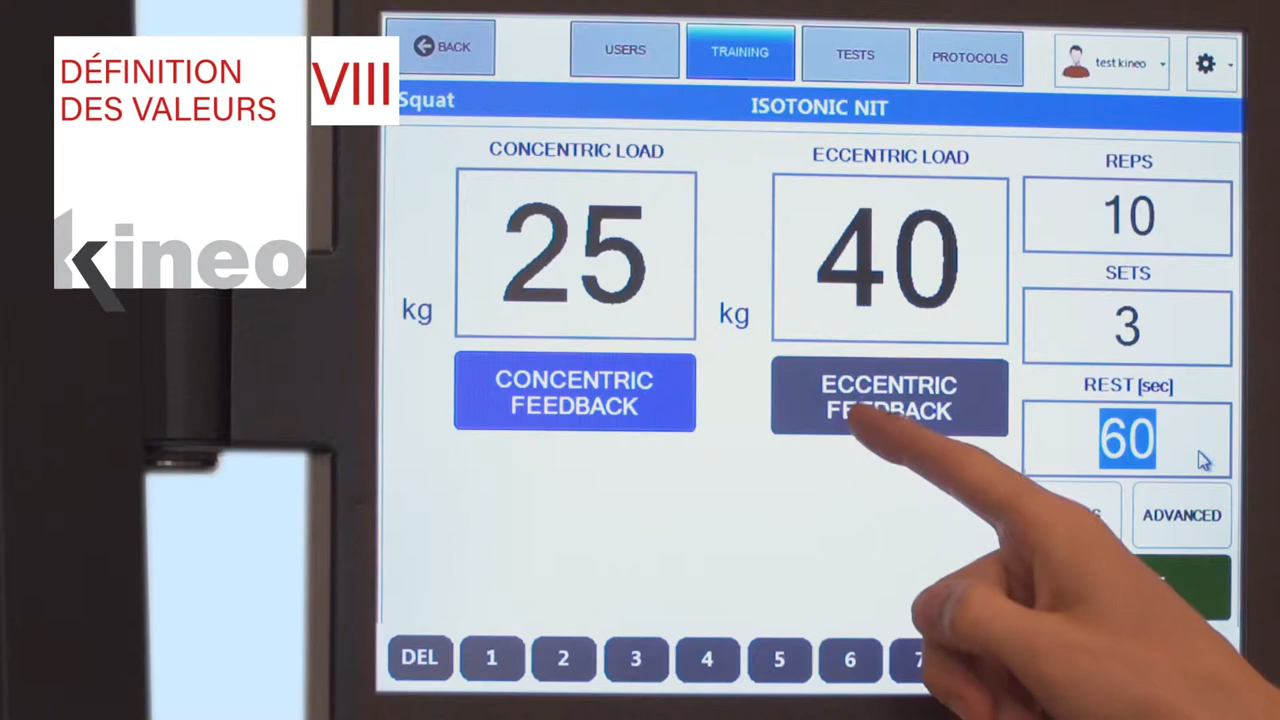 DÉFINITION
DES VALEURS
VIII
kineo
BACK
USERS
TRAINING
TESTS
PROTOCOLS
test kineo
Squat
ISOTONIC NIT
CONCENTRIC LOAD
ECCENTRIC LOAD
REPS
25
40
10
kg
kg
SETS
3
CONCENTRIC
FEEDBACK
ECCENTRIC
FEEDBACK
REST [sec]
60
ADVANCED
DEL
1
2
3
4
5
6
7